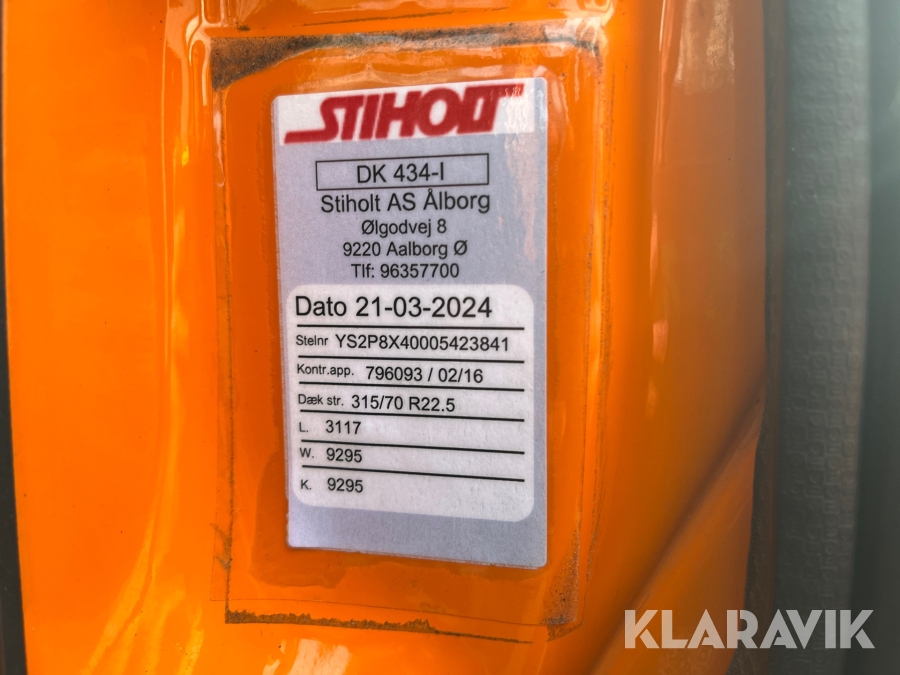 STIHOLT
DK 434-I
Stiholt AS Ålborg
Ølgodvej 8
9220 Aalborg Ø
Tlf: 96357700
Dato 21-03-2024
Stelnr YS2P8X40005423841
Kontr.app. 796093 / 02/16
Dæk str. 315/70 R22.5
L. 3117
W. 9295
K. 9295
KLARAVIK